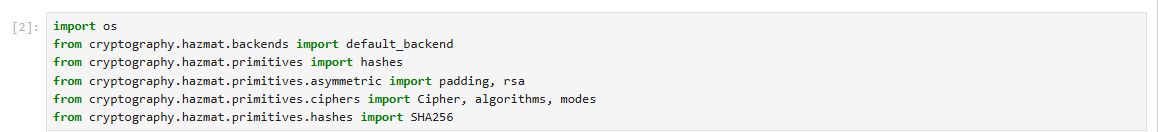 [2]:
import os
from cryptography.hazmat.backends import default_backend
from cryptography.hazmat.primitives import hashes
from cryptography.hazmat.primitives.asymmetric import padding, rsa
from cryptography.hazmat.primitives.ciphers import Cipher, algorithms, modes
from cryptography.hazmat.primitives.hashes import SHA256